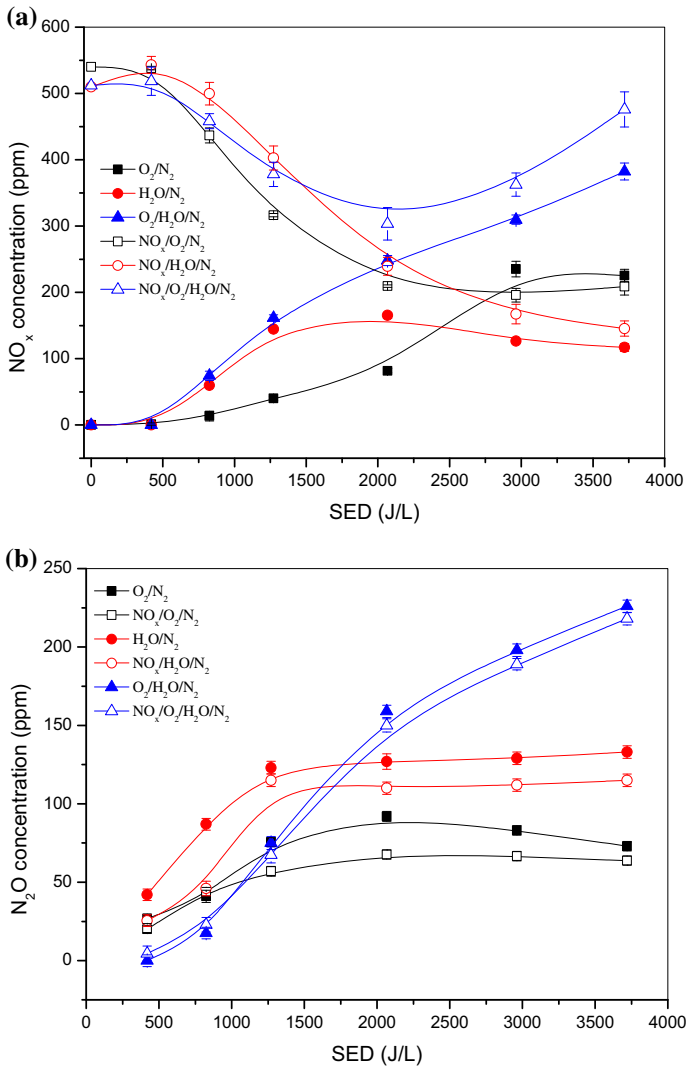 (a)
600
500
400
300
200
100
0
NOₓ concentration (ppm)
O₂/N₂
H₂O/N₂
O₂/H₂O/N₂
NOₓ/O₂/N₂
NOₓ/H₂O/N₂
NOₓ/O₂/H₂O/N₂
0 500 1000 1500 2000 2500 3000 3500 4000
SED (J/L)
(b)
250
200
150
100
50
0
N₂O concentration (ppm)
O₂/N₂
NOₓ/O₂/N₂
H₂O/N₂
NOₓ/H₂O/N₂
O₂/H₂O/N₂
NOₓ/O₂/H₂O/N₂
0 500 1000 1500 2000 2500 3000 3500 4000
SED (J/L)